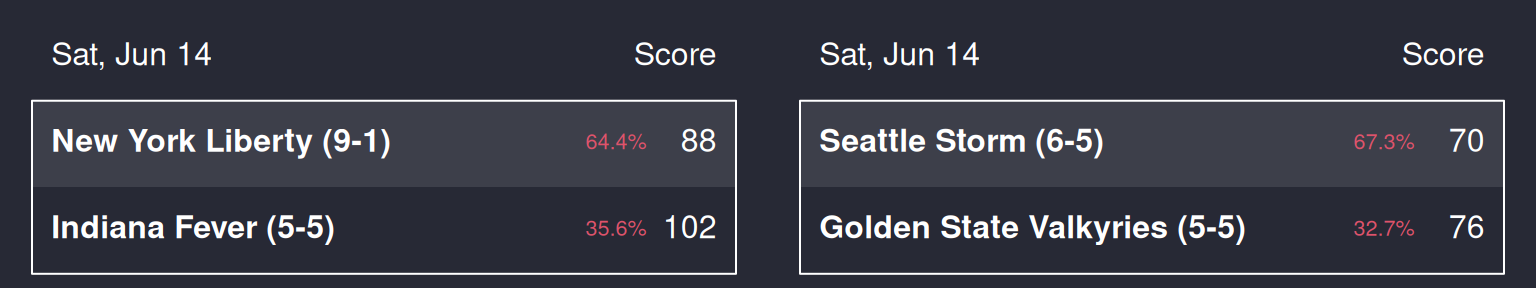 Sat, Jun 14 Score
New York Liberty (9-1) 64.4% 88
Indiana Fever (5-5) 35.6% 102
Sat, Jun 14 Score
Seattle Storm (6-5) 67.3% 70
Golden State Valkyries (5-5) 32.7% 76